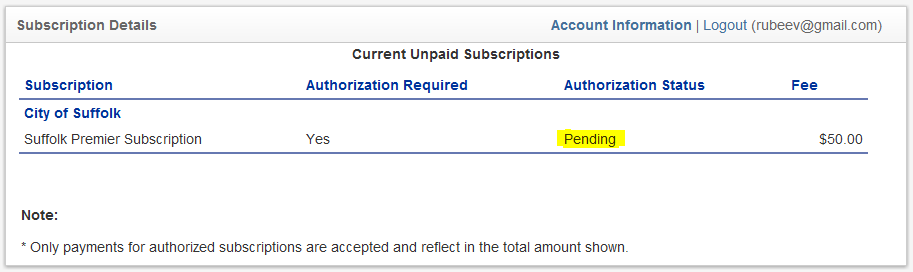 Subscription Details Account Information | Logout (rubeev@gmail.com)
Current Unpaid Subscriptions
Subscription Authorization Required Authorization Status Fee
City of Suffolk
Suffolk Premier Subscription Yes Pending $50.00
Note:
* Only payments for authorized subscriptions are accepted and reflect in the total amount shown.